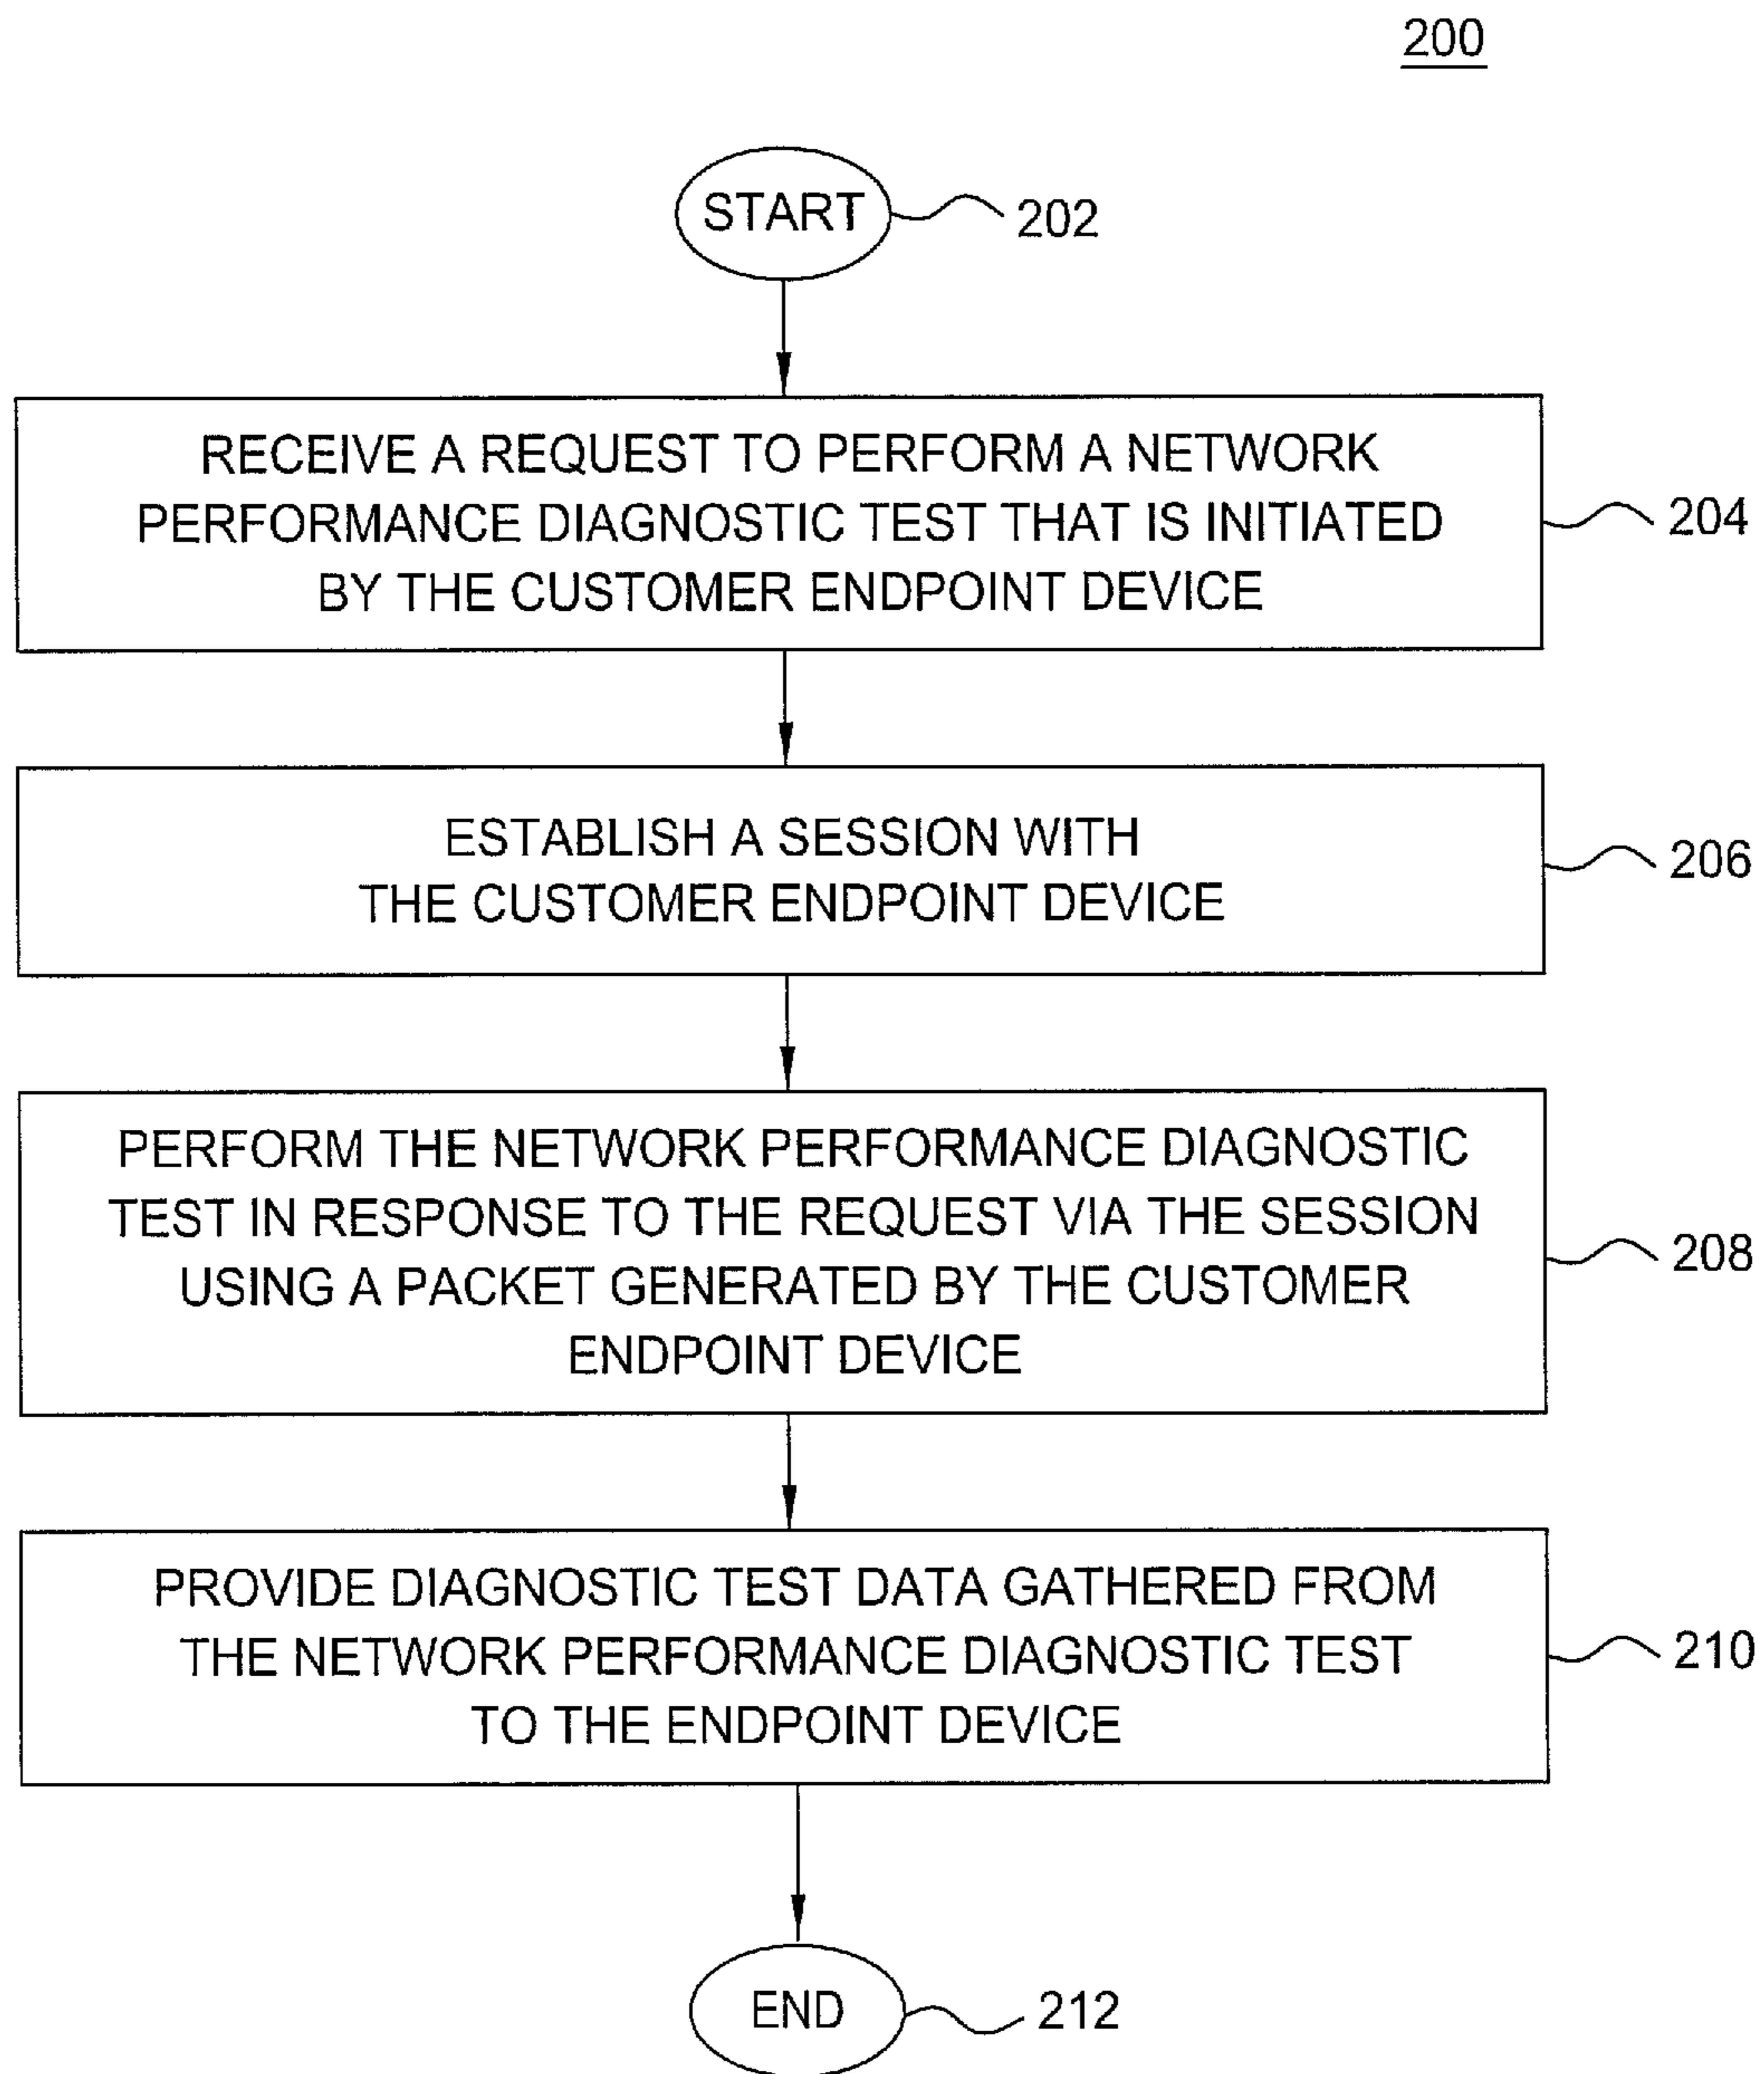 200
START
202
RECEIVE A REQUEST TO PERFORM A NETWORK
PERFORMANCE DIAGNOSTIC TEST THAT IS INITIATED
BY THE CUSTOMER ENDPOINT DEVICE
204
ESTABLISH A SESSION WITH
THE CUSTOMER ENDPOINT DEVICE
206
PERFORM THE NETWORK PERFORMANCE DIAGNOSTIC
TEST IN RESPONSE TO THE REQUEST VIA THE SESSION
USING A PACKET GENERATED BY THE CUSTOMER
ENDPOINT DEVICE
208
PROVIDE DIAGNOSTIC TEST DATA GATHERED FROM
THE NETWORK PERFORMANCE DIAGNOSTIC TEST
TO THE ENDPOINT DEVICE
210
END
212